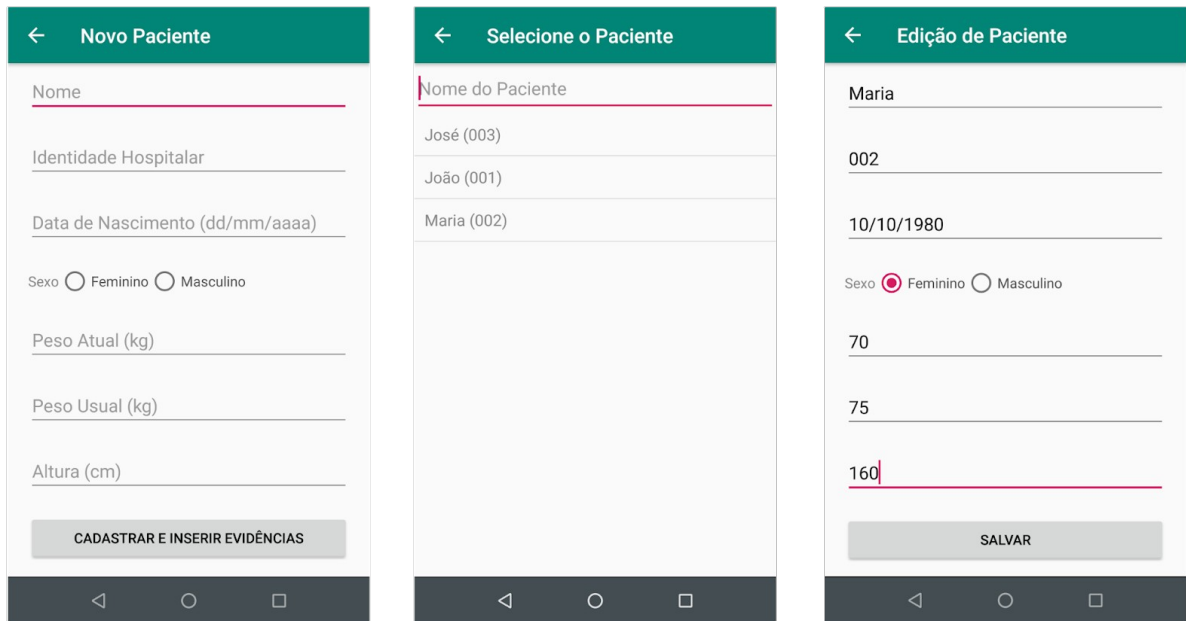 Novo Paciente
Nome
Identidade Hospitalar
Data de Nascimento (dd/mm/aaaa)
Sexo Feminino Masculino
Peso Atual (kg)
Peso Usual (kg)
Altura (cm)
CADASTRAR E INSERIR EVIDÊNCIAS
Selecione o Paciente
Nome do Paciente
José (003)
João (001)
Maria (002)
Edição de Paciente
Maria
002
10/10/1980
Sexo Feminino Masculino
70
75
160
SALVAR